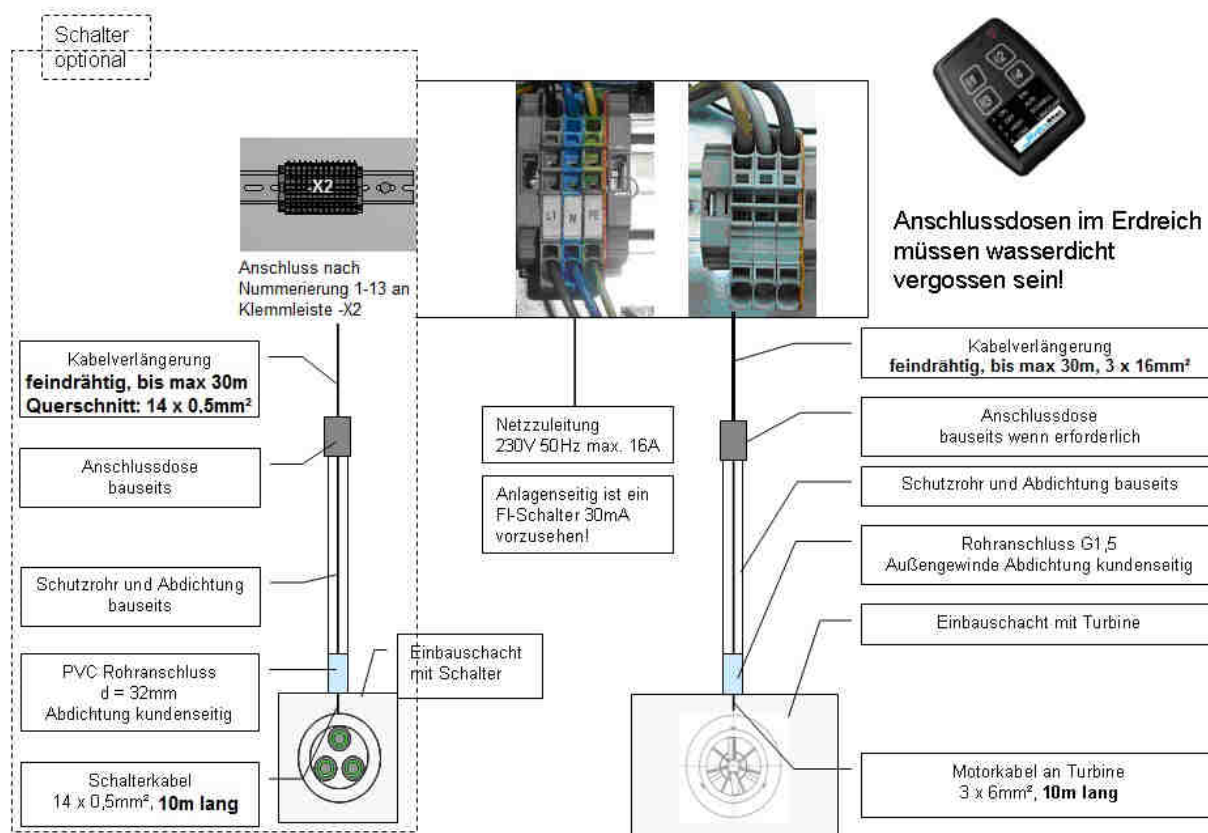 Schalter
optional
-X2
Anschluss nach
Nummerierung 1-13 an
Klemmleiste -X2
L1 N PE
Anschlussdosen im Erdreich
müssen wasserdicht
vergossen sein!
Kabelverlängerung
feindrähtig, bis max 30m
Querschnitt: 14 x 0,5mm²
Anschlussdose
bauseits
Schutzrohr und Abdichtung
bauseits
PVC Rohranschluss
d = 32mm
Abdichtung kundenseitig
Schalterkabel
14 x 0,5mm², 10m lang
Einbauschacht
mit Schalter
Netzzuleitung
230V 50Hz max. 16A
Anlagenseitig ist ein
FI-Schalter 30mA
vorzusehen!
Kabelverlängerung
feindrähtig, bis max 30m, 3 x 16mm²
Anschlussdose
bauseits wenn erforderlich
Schutzrohr und Abdichtung bauseits
Rohranschluss G1,5
Außengewinde Abdichtung kundenseitig
Einbauschacht mit Turbine
Motorkabel an Turbine
3 x 6mm², 10m lang